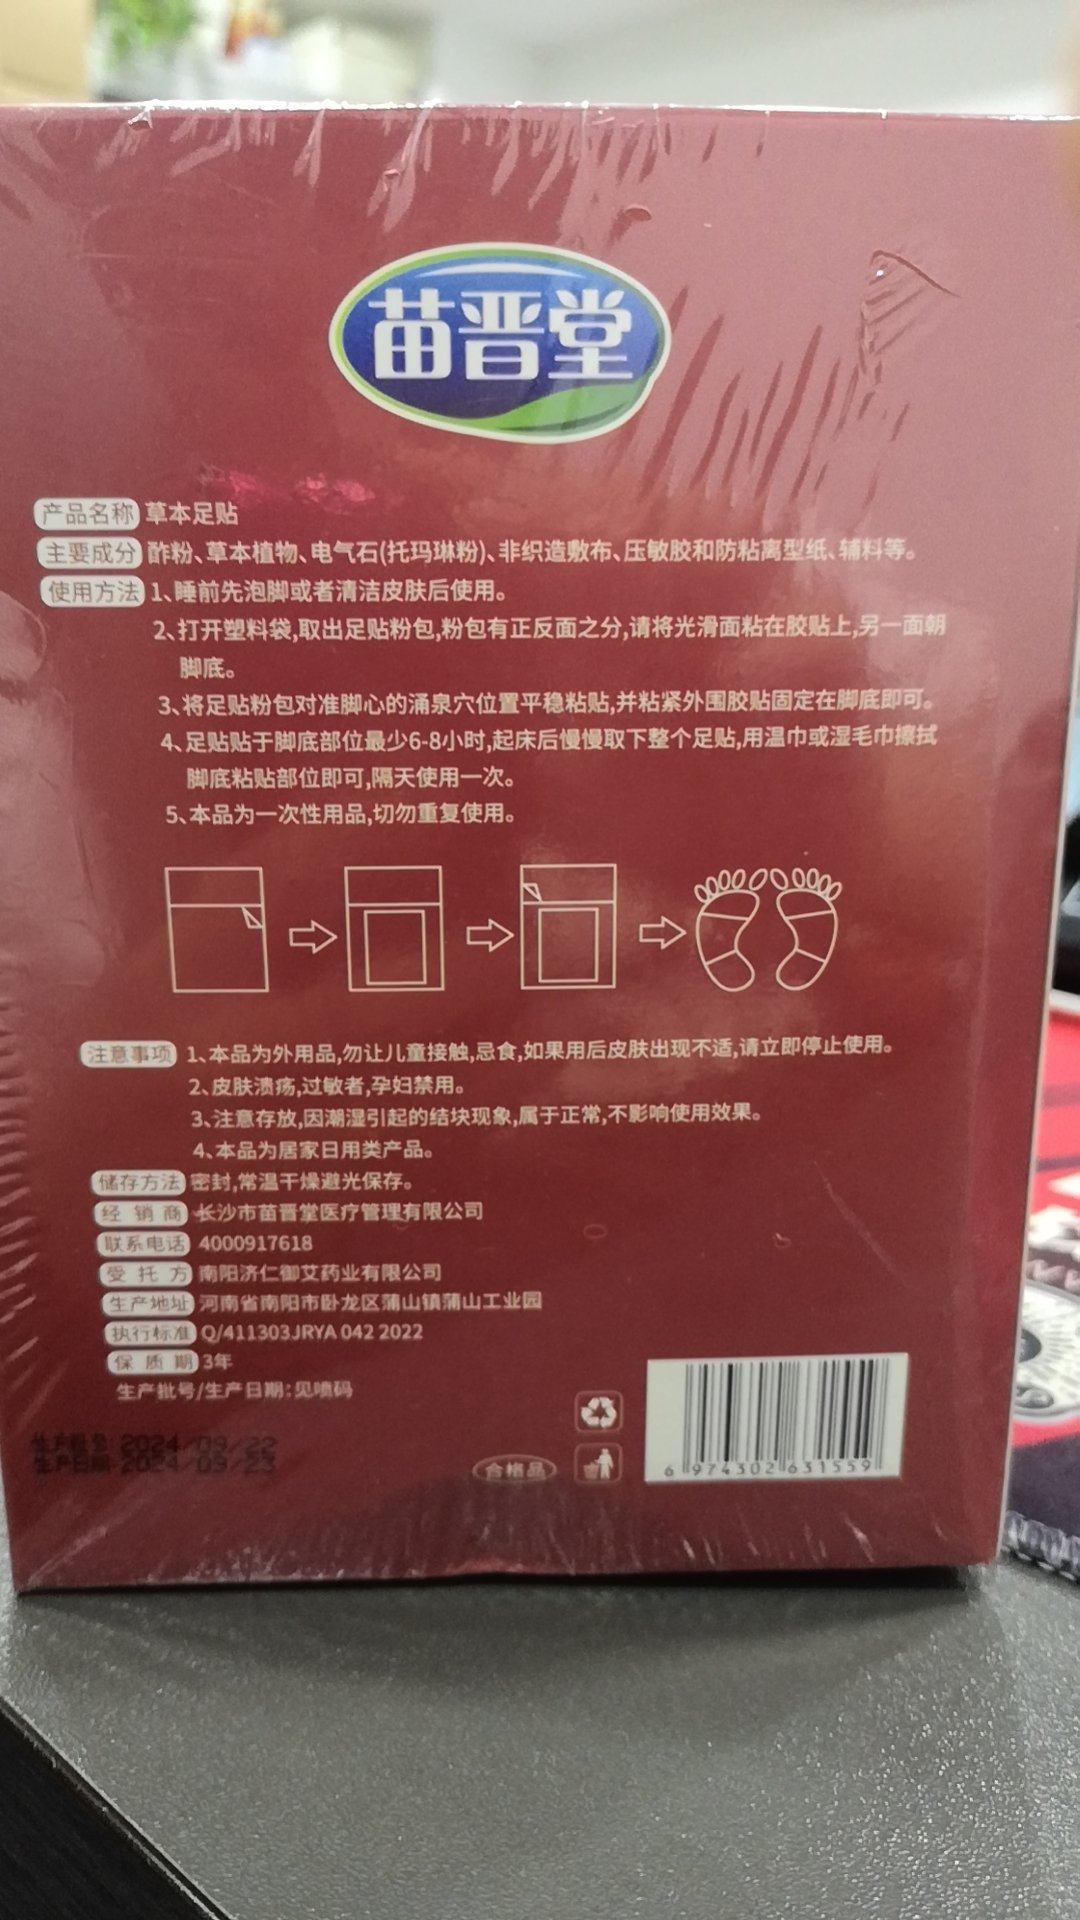 苗晋堂
产品名称 草本足贴
主要成分 酢粉、草本植物、电气石(托玛琳粉)、非织造敷布、压敏胶和防粘离型纸、辅料等。
使用方法 1、睡前先泡脚或者清洁皮肤后使用。
2、打开塑料袋,取出足贴粉包,粉包有正反面之分,请将光滑面粘在胶贴上,另一面朝
脚底。
3、将足贴粉包对准脚心的涌泉穴位置平稳粘贴,并粘紧外围胶贴固定在脚底即可。
4、足贴贴于脚底部位最少6-8小时,起床后慢慢取下整个足贴,用温巾或湿毛巾擦拭
脚底粘贴部位即可,隔天使用一次。
5、本品为一次性用品,切勿重复使用。
注意事项 1、本品为外用品,勿让儿童接触,忌食,如果用后皮肤出现不适,请立即停止使用。
2、皮肤溃疡,过敏者,孕妇禁用。
3、注意存放,因潮湿引起的结块现象,属于正常,不影响使用效果。
4、本品为居家日用类产品。
储存方法 密封,常温干燥避光保存。
经销商 长沙市苗晋堂医疗管理有限公司
联系电话 4000917618
受托方 南阳济仁御艾药业有限公司
生产地址 河南省南阳市卧龙区蒲山镇蒲山工业园
执行标准 Q/411303JRYA 042 2022
保质期 3年
生产批号/生产日期:见喷码
生产批号: 2024/09/22
生产日期: 2024/09/23
合格品
6 974302 631559